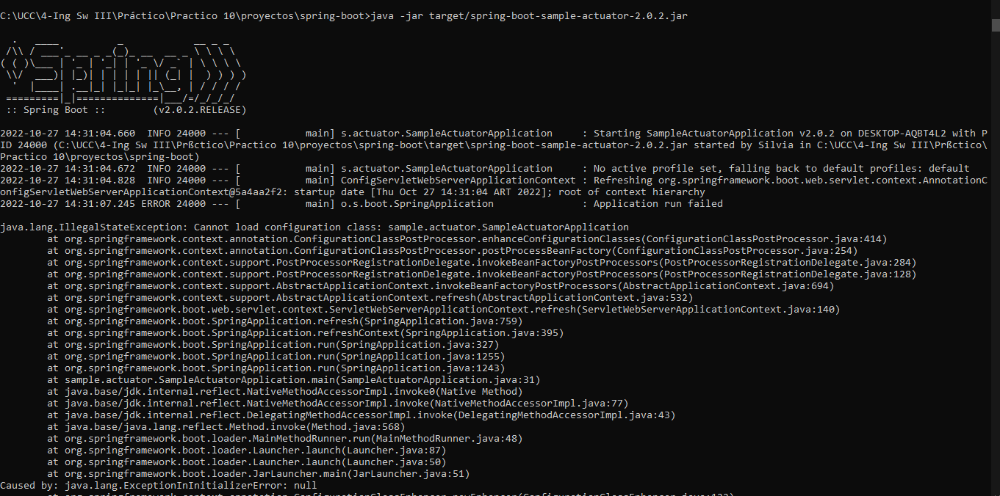 C:\UCC\4-Ing Sw III\Práctico\Practico 10\proyectos\spring-boot>java -jar target/spring-boot-sample-actuator-2.0.2.jar
  .   ____          _            __ _ _
 /\\ / ___'_ __ _ _(_)_ __  __ _ \ \ \ \
( ( )\___ | '_ | '_| | '_ \/ _` | \ \ \ \
 \\/  ___)| |_)| | | | | || (_| |  ) ) ) )
  '  |____| .__|_| |_|_| |_\__, | / / / /
 =========|_|==============|___/=/_/_/_/
 :: Spring Boot ::        (v2.0.2.RELEASE)
2022-10-27 14:31:04.660  INFO 24000 --- [           main] s.actuator.SampleActuatorApplication     : Starting SampleActuatorApplication v2.0.2 on DESKTOP-AQBT4L2 with P
ID 24000 (C:\UCC\4-Ing Sw III\Prßctico\Practico 10\proyectos\spring-boot\target\spring-boot-sample-actuator-2.0.2.jar started by Silvia in C:\UCC\4-Ing Sw III\Prßctico\
Practico 10\proyectos\spring-boot)
2022-10-27 14:31:04.672  INFO 24000 --- [           main] s.actuator.SampleActuatorApplication     : No active profile set, falling back to default profiles: default
2022-10-27 14:31:04.828  INFO 24000 --- [           main] ConfigServletWebServerApplicationContext : Refreshing org.springframework.boot.web.servlet.context.AnnotationC
onfigServletWebServerApplicationContext@5a4aa2f2: startup date [Thu Oct 27 14:31:04 ART 2022]; root of context hierarchy
2022-10-27 14:31:07.245 ERROR 24000 --- [           main] o.s.boot.SpringApplication               : Application run failed
java.lang.IllegalStateException: Cannot load configuration class: sample.actuator.SampleActuatorApplication
        at org.springframework.context.annotation.ConfigurationClassPostProcessor.enhanceConfigurationClasses(ConfigurationClassPostProcessor.java:414)
        at org.springframework.context.annotation.ConfigurationClassPostProcessor.postProcessBeanFactory(ConfigurationClassPostProcessor.java:254)
        at org.springframework.context.support.PostProcessorRegistrationDelegate.invokeBeanFactoryPostProcessors(PostProcessorRegistrationDelegate.java:284)
        at org.springframework.context.support.PostProcessorRegistrationDelegate.invokeBeanFactoryPostProcessors(PostProcessorRegistrationDelegate.java:128)
        at org.springframework.context.support.AbstractApplicationContext.invokeBeanFactoryPostProcessors(AbstractApplicationContext.java:694)
        at org.springframework.context.support.AbstractApplicationContext.refresh(AbstractApplicationContext.java:532)
        at org.springframework.boot.web.servlet.context.ServletWebServerApplicationContext.refresh(ServletWebServerApplicationContext.java:140)
        at org.springframework.boot.SpringApplication.refresh(SpringApplication.java:759)
        at org.springframework.boot.SpringApplication.refreshContext(SpringApplication.java:395)
        at org.springframework.boot.SpringApplication.run(SpringApplication.java:327)
        at org.springframework.boot.SpringApplication.run(SpringApplication.java:1255)
        at org.springframework.boot.SpringApplication.run(SpringApplication.java:1243)
        at sample.actuator.SampleActuatorApplication.main(SampleActuatorApplication.java:31)
        at java.base/jdk.internal.reflect.NativeMethodAccessorImpl.invoke0(Native Method)
        at java.base/jdk.internal.reflect.NativeMethodAccessorImpl.invoke(NativeMethodAccessorImpl.java:77)
        at java.base/jdk.internal.reflect.DelegatingMethodAccessorImpl.invoke(DelegatingMethodAccessorImpl.java:43)
        at java.base/java.lang.reflect.Method.invoke(Method.java:568)
        at org.springframework.boot.loader.MainMethodRunner.run(MainMethodRunner.java:48)
        at org.springframework.boot.loader.Launcher.launch(Launcher.java:87)
        at org.springframework.boot.loader.Launcher.launch(Launcher.java:50)
        at org.springframework.boot.loader.JarLauncher.main(JarLauncher.java:51)
Caused by: java.lang.ExceptionInInitializerError: null